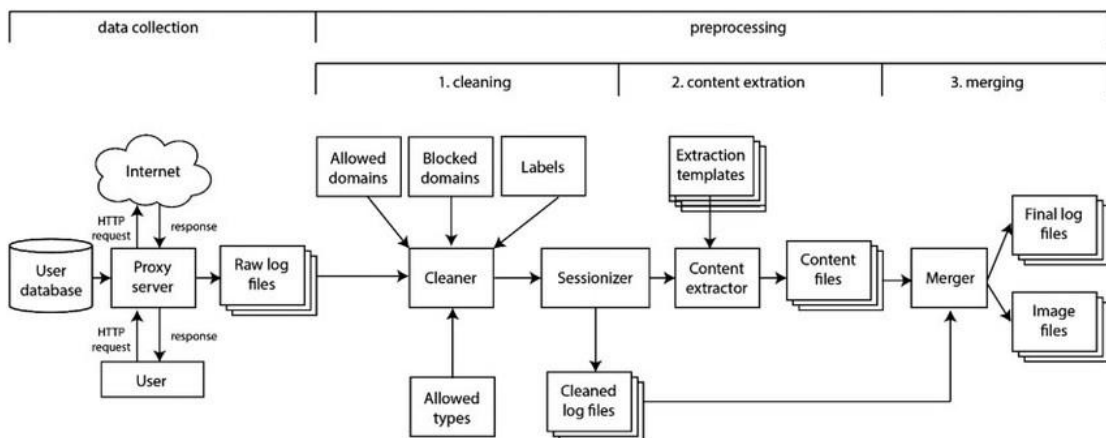 data collection
preprocessing
1. cleaning
2. content extration
3. merging
Internet
Allowed
domains
Blocked
domains
Labels
Extraction
templates
HTTP
request
response
User
database
Proxy
server
Raw log
files
Cleaner
Sessionizer
Content
extractor
Content
files
Merger
Final log
files
Image
files
HTTP
request
response
User
Allowed
types
Cleaned
log files